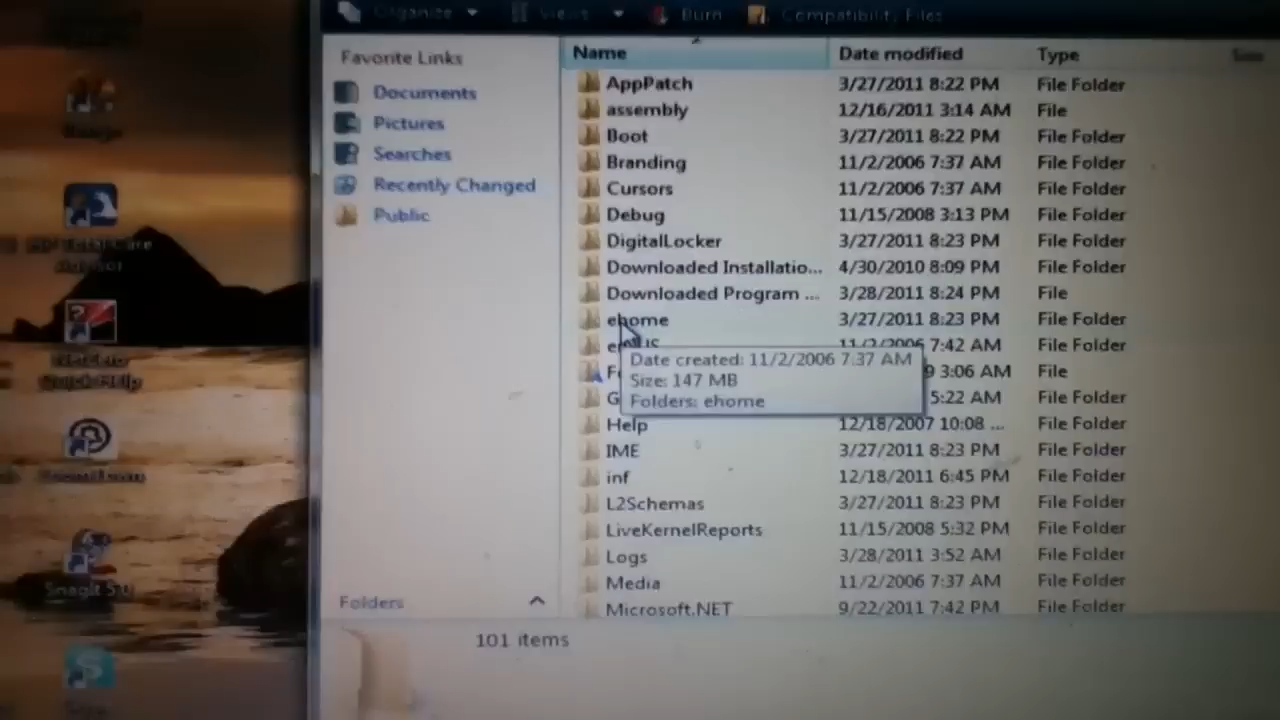 Organize Views Burn Compatibility Files
Favorite Links
Documents
Pictures
Searches
Recently Changed
Public
Folders
Name Date modified Type Size
AppPatch 3/27/2011 8:22 PM File Folder
assembly 12/16/2011 3:14 AM File
Boot 3/27/2011 8:22 PM File Folder
Branding 11/2/2006 7:37 AM File Folder
Cursors 11/2/2006 7:37 AM File Folder
Debug 11/15/2008 3:13 PM File Folder
DigitalLocker 3/27/2011 8:23 PM File Folder
Downloaded Installatio... 4/30/2010 8:09 PM File Folder
Downloaded Program ... 3/28/2011 8:24 PM File
ehome 3/27/2011 8:23 PM File Folder
7:42 AM File Folder
3:06 AM File
5:22 AM File Folder
Date created: 11/2/2006 7:37 AM
Size: 147 MB
Folders: ehome
Help 12/18/2007 10:08 ... File Folder
IME 3/27/2011 8:23 PM File Folder
inf 12/18/2011 6:45 PM File Folder
L2Schemas 3/27/2011 8:23 PM File Folder
LiveKernelReports 11/15/2008 5:32 PM File Folder
Logs 3/28/2011 3:52 AM File Folder
Media 11/2/2006 7:37 AM File Folder
Microsoft.NET 9/22/2011 7:42 PM File Folder
101 items
NetZero
QuickHelp